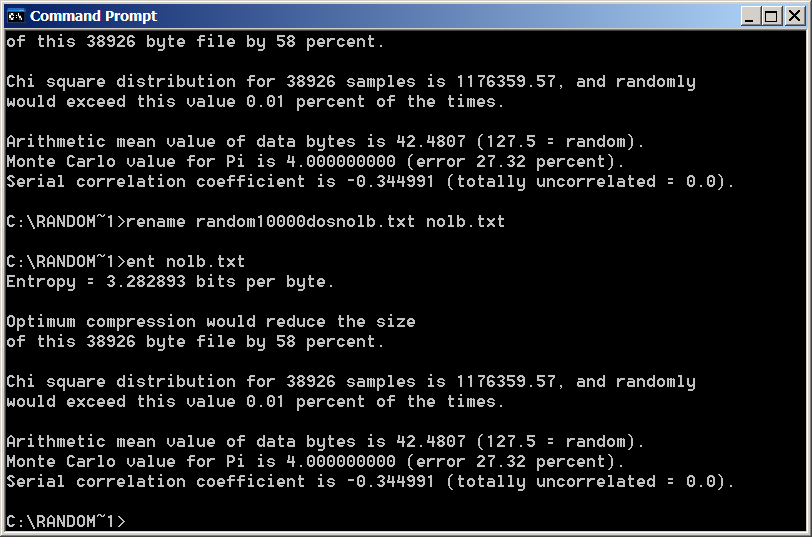 Command Prompt
of this 38926 byte file by 58 percent.
Chi square distribution for 38926 samples is 1176359.57, and randomly
would exceed this value 0.01 percent of the times.
Arithmetic mean value of data bytes is 42.4807 (127.5 = random).
Monte Carlo value for Pi is 4.000000000 (error 27.32 percent).
Serial correlation coefficient is -0.344991 (totally uncorrelated = 0.0).
C:\RANDOM~1>rename random10000dosnolb.txt nolb.txt
C:\RANDOM~1>ent nolb.txt
Entropy = 3.282893 bits per byte.
Optimum compression would reduce the size
of this 38926 byte file by 58 percent.
Chi square distribution for 38926 samples is 1176359.57, and randomly
would exceed this value 0.01 percent of the times.
Arithmetic mean value of data bytes is 42.4807 (127.5 = random).
Monte Carlo value for Pi is 4.000000000 (error 27.32 percent).
Serial correlation coefficient is -0.344991 (totally uncorrelated = 0.0).
C:\RANDOM~1>